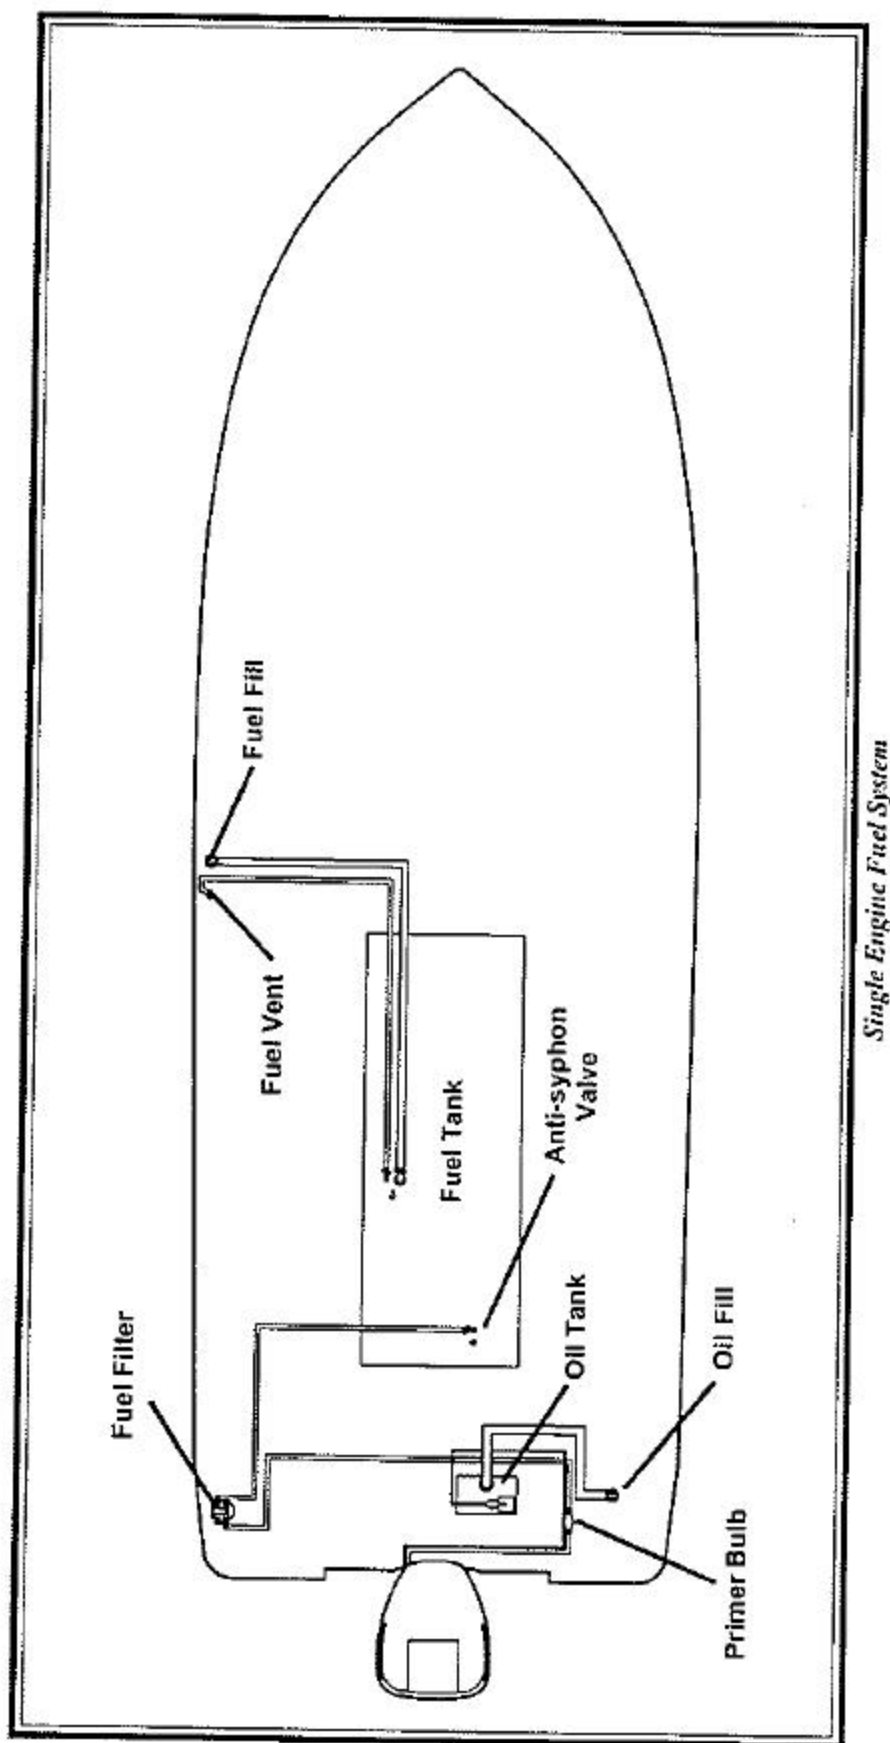 Fuel Filter
Fuel Vent
Fuel Fill
Fuel Tank
Anti-syphon
Valve
Oil Tank
Primer Bulb
Oil Fill
Single Engine Fuel System